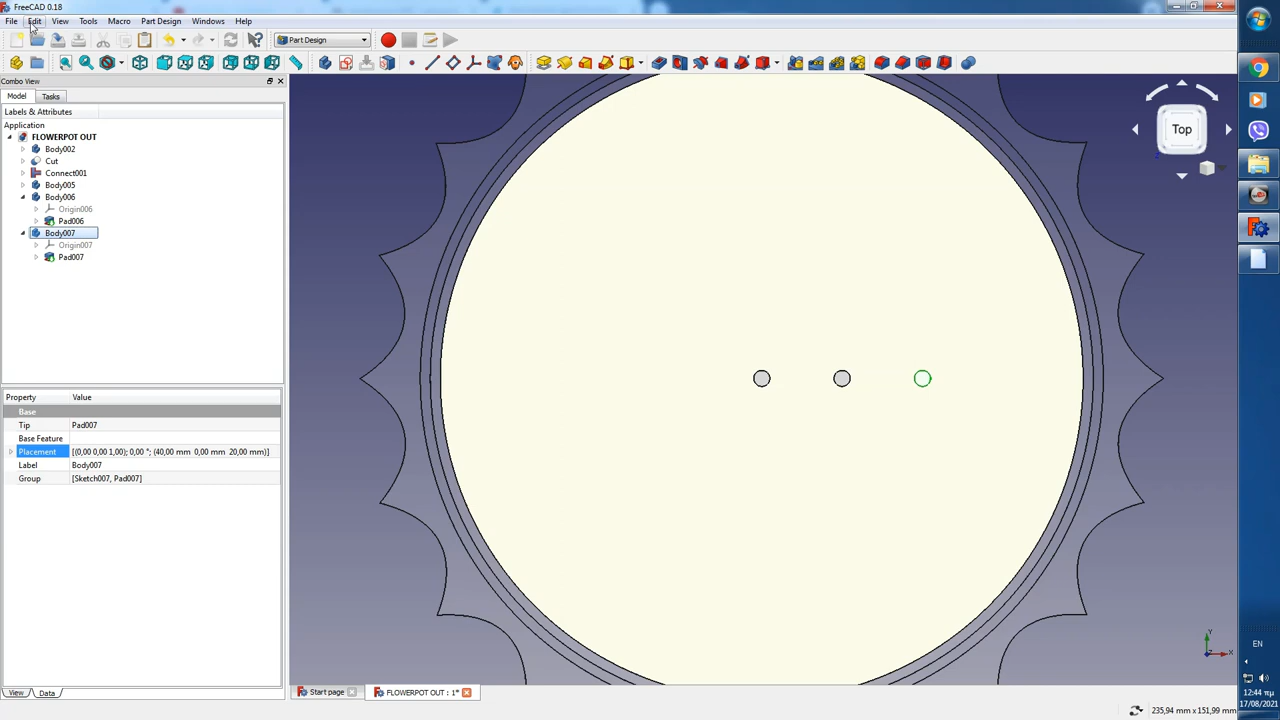 FreeCAD 0.18
File Edit View Tools Macro Part Design Windows Help
Part Design
Combo View
Model Tasks
Labels & Attributes
Application
FLOWERPOT OUT
Body002
Cut
Connect001
Body005
Body006
Origin006
Pad006
Body007
Origin007
Pad007
Top
Y
X
Z
Property Value
Base
Tip Pad007
Base Feature
Placement [(0,00 0,00 1,00); 0,00 °; (40,00 mm 0,00 mm 20,00 mm)]
Label Body007
Group [Sketch007, Pad007]
View Data
Start page
FLOWERPOT OUT : 1*
235,94 mm x 151,99 mm
EN
12:44 πμ
17/08/2021